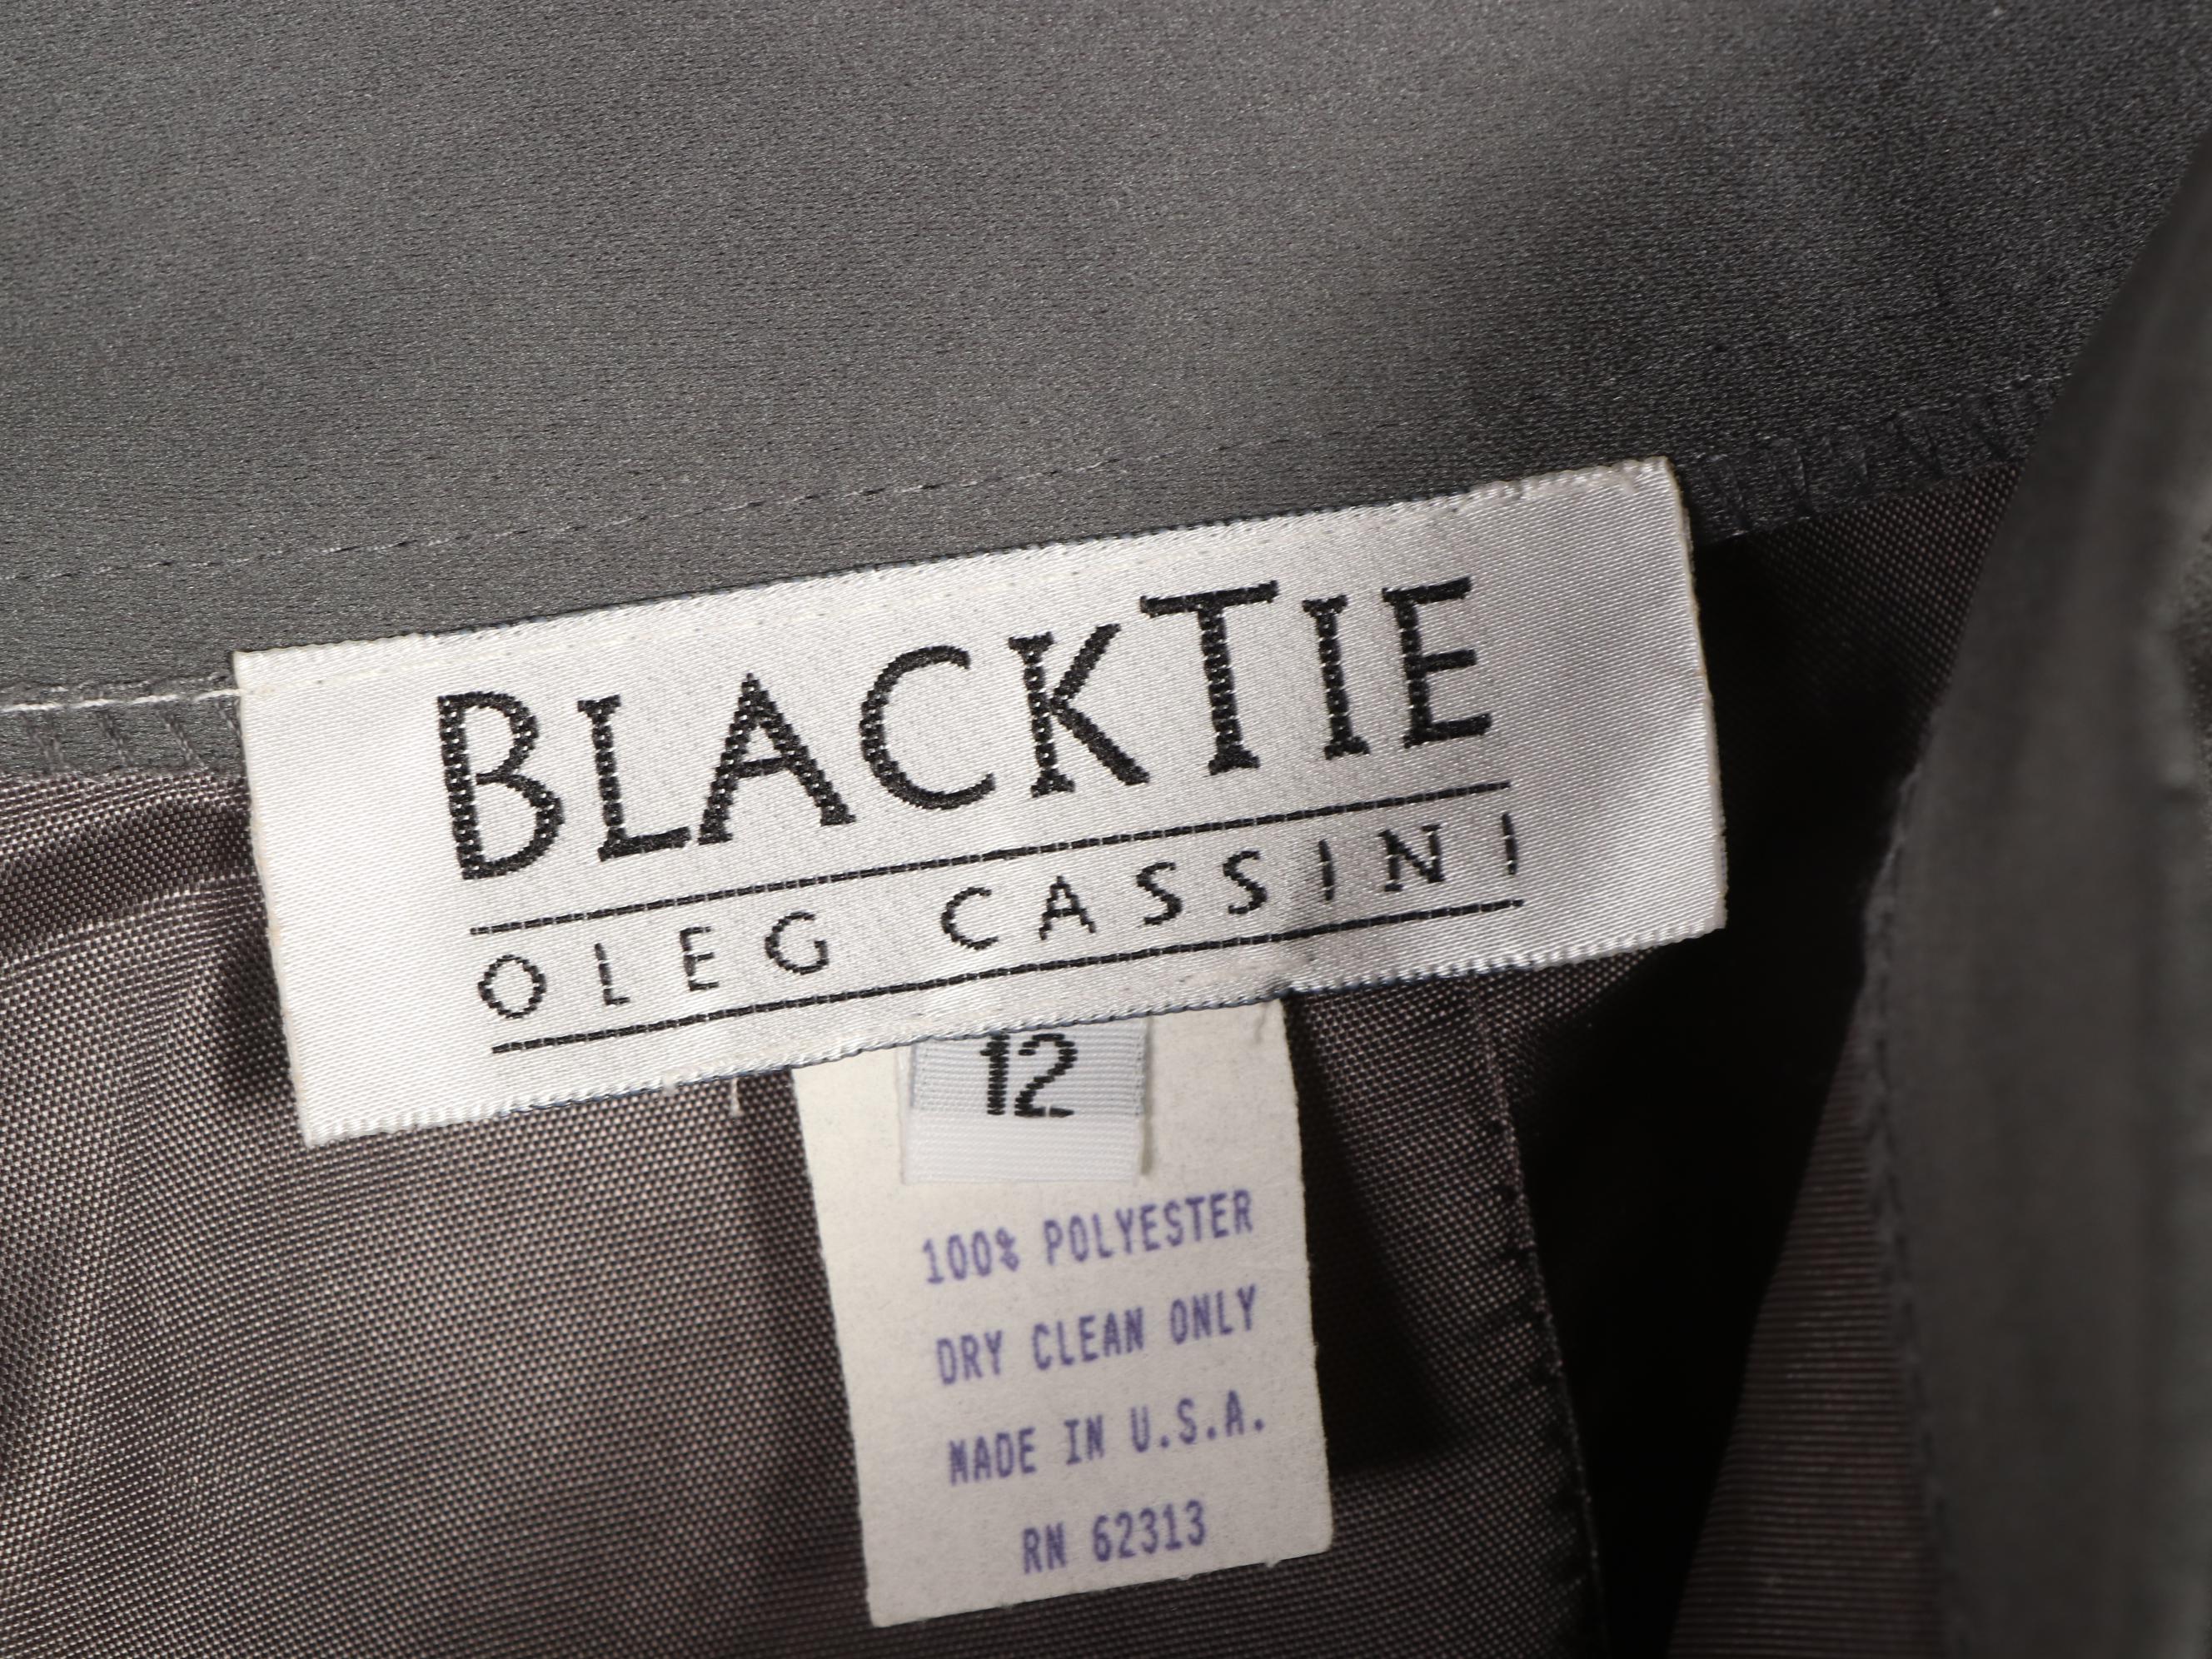 BLACKTIE
OLEG CASSINI
12
100% POLYESTER
DRY CLEAN ONLY
MADE IN U.S.A.
RN 62313